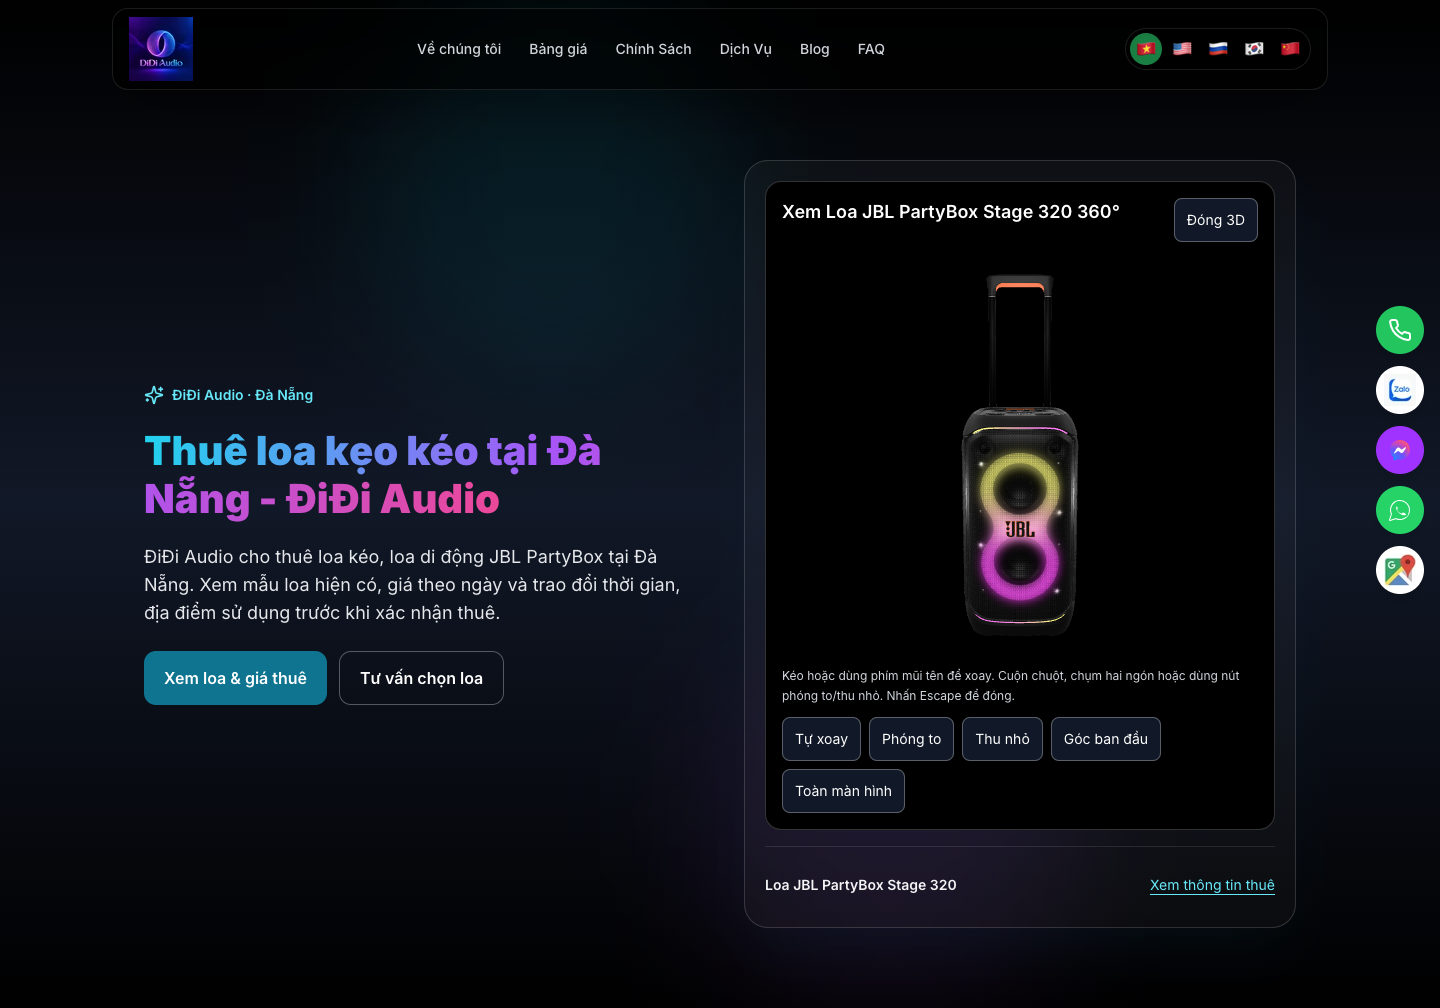 ĐiĐi Audio
Về chúng tôi
Bảng giá
Chính Sách
Dịch Vụ
Blog
FAQ
ĐiĐi Audio · Đà Nẵng
Thuê loa kẹo kéo tại Đà
Nẵng - ĐiĐi Audio
ĐiĐi Audio cho thuê loa kéo, loa di động JBL PartyBox tại Đà
Nẵng. Xem mẫu loa hiện có, giá theo ngày và trao đổi thời gian,
địa điểm sử dụng trước khi xác nhận thuê.
Xem loa & giá thuê
Tư vấn chọn loa
Xem Loa JBL PartyBox Stage 320 360°
Đóng 3D
JBL
Kéo hoặc dùng phím mũi tên để xoay. Cuộn chuột, chụm hai ngón hoặc dùng nút
phóng to/thu nhỏ. Nhấn Escape để đóng.
Tự xoay
Phóng to
Thu nhỏ
Góc ban đầu
Toàn màn hình
Loa JBL PartyBox Stage 320
Xem thông tin thuê
Zalo
G